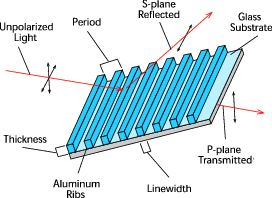 Unpolarized
Light
Period
S-plane
Reflected
Glass
Substrate
Thickness
Aluminum
Ribs
Linewidth
P-plane
Transmitted